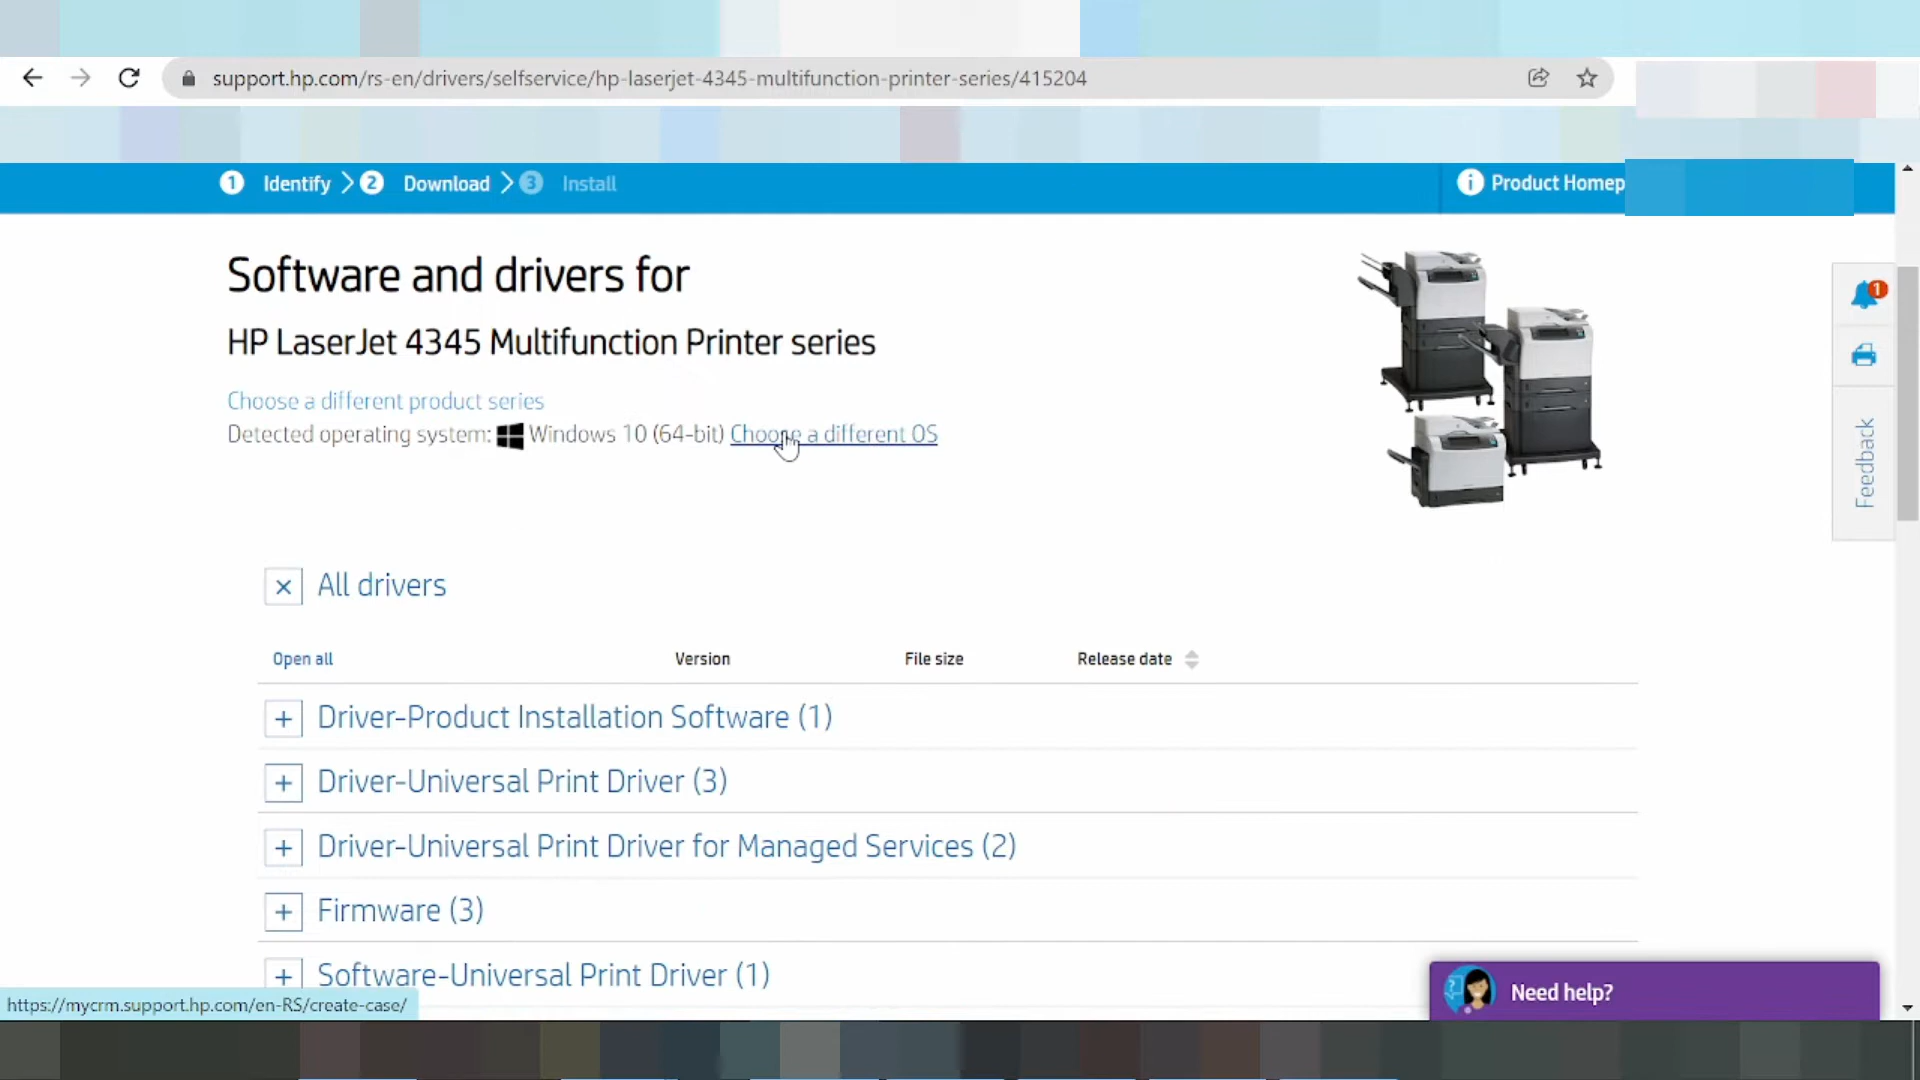 support.hp.com/rs-en/drivers/selfservice/hp-laserjet-4345-multifunction-printer-series/415204
1 Identify 2 Download 3 Install
i Product Homep
Software and drivers for
HP LaserJet 4345 Multifunction Printer series
Choose a different product series
Detected operating system: Windows 10 (64-bit) Choose a different OS
1
Feedback
All drivers
Open all Version File size Release date
Driver-Product Installation Software (1)
Driver-Universal Print Driver (3)
Driver-Universal Print Driver for Managed Services (2)
Firmware (3)
Software-Universal Print Driver (1)
Need help?
https://mycrm.support.hp.com/en-RS/create-case/